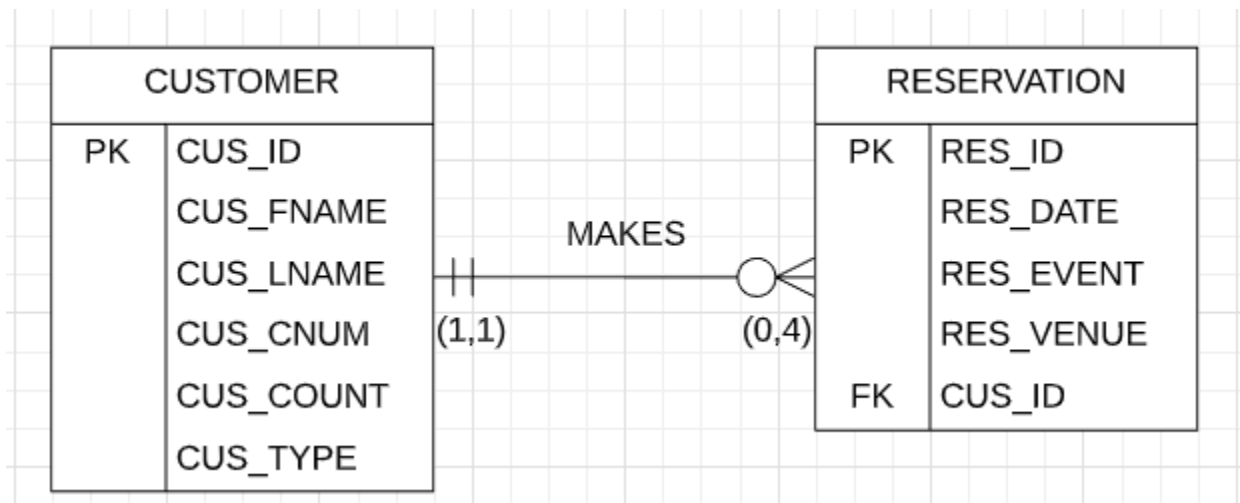 CUSTOMER
PK CUS_ID
CUS_FNAME
CUS_LNAME
CUS_CNUM
CUS_COUNT
CUS_TYPE
MAKES
(1,1)
(0,4)
RESERVATION
PK RES_ID
RES_DATE
RES_EVENT
RES_VENUE
FK CUS_ID